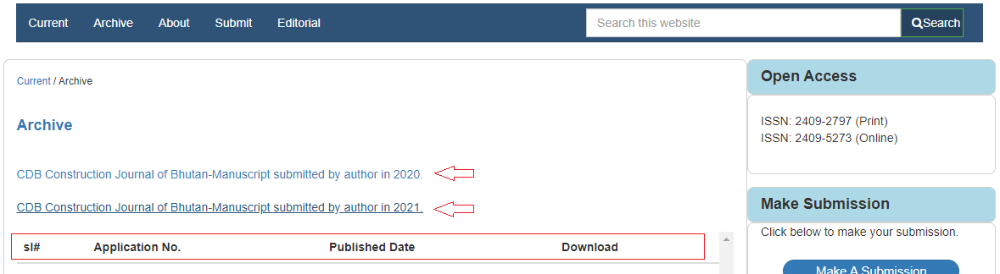 Current Archive About Submit Editorial
Search this website
Search
Current / Archive
Archive
CDB Construction Journal of Bhutan-Manuscript submitted by author in 2020.
CDB Construction Journal of Bhutan-Manuscript submitted by author in 2021.
sl# Application No. Published Date Download
Open Access
ISSN: 2409-2797 (Print)
ISSN: 2409-5273 (Online)
Make Submission
Click below to make your submission.
Make A Submission